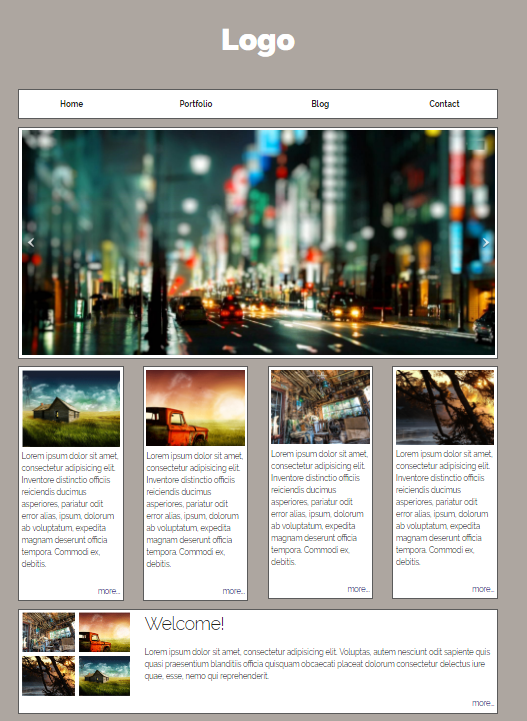 Logo
Home Portfolio Blog Contact
Lorem ipsum dolor sit amet,
consectetur adipisicing elit.
Inventore distinctio officiis
reiciendis ducimus
asperiores, pariatur odit
error alias, ipsum, dolorum
ab voluptatum, expedita
magnam deserunt officia
tempora. Commodi ex,
debitis.
more...
Lorem ipsum dolor sit amet,
consectetur adipisicing elit.
Inventore distinctio officiis
reiciendis ducimus
asperiores, pariatur odit
error alias, ipsum, dolorum
ab voluptatum, expedita
magnam deserunt officia
tempora. Commodi ex,
debitis.
more...
Lorem ipsum dolor sit amet,
consectetur adipisicing elit.
Inventore distinctio officiis
reiciendis ducimus
asperiores, pariatur odit
error alias, ipsum, dolorum
ab voluptatum, expedita
magnam deserunt officia
tempora. Commodi ex,
debitis.
more...
Lorem ipsum dolor sit amet,
consectetur adipisicing elit.
Inventore distinctio officiis
reiciendis ducimus
asperiores, pariatur odit
error alias, ipsum, dolorum
ab voluptatum, expedita
magnam deserunt officia
tempora. Commodi ex,
debitis.
more...
Welcome!
Lorem ipsum dolor sit amet, consectetur adipisicing elit. Voluptas, autem nesciunt odit sapiente quis
quasi praesentium blanditiis officia quisquam obcaecati placeat dolorum consectetur delectus iure
quae, esse, nemo qui reprehenderit.
more...